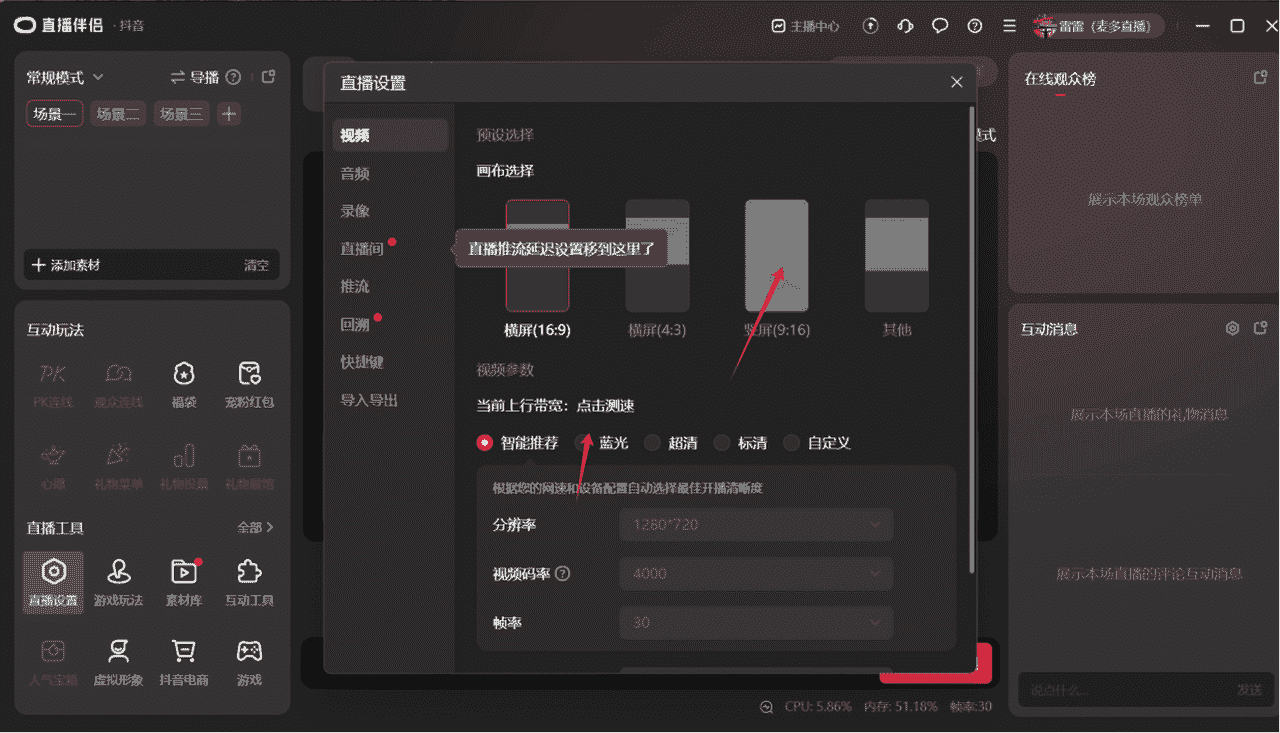 直播伴侣 · 抖音
主播中心
雷雷（麦多直播）
常规模式
导播
场景一 场景二 场景三
添加素材 清空
互动玩法
PK
PK连线 观众连线 福袋 宠粉红包
心愿 礼物菜单 礼物投票 礼物展馆
直播工具 全部
直播设置 游戏玩法 素材库 互动工具
人气宝箱 虚拟形象 抖音电商 游戏
直播设置
视频
音频
录像
直播间
推流
回溯
快捷键
导入导出
预设选择
画布选择
直播推流延迟设置移到这里了
横屏(16:9) 横屏(4:3) 竖屏(9:16) 其他
视频参数
当前上行带宽：点击测速
智能推荐 蓝光 超清 标清 自定义
根据您的网速和设备配置自动选择最佳开播清晰度
分辨率 1280*720
视频码率 4000
帧率 30
式
CPU: 5.86% 内存: 51.18% 帧率:30
在线观众榜
展示本场观众榜单
互动消息
展示本场直播的礼物消息
展示本场直播的评论互动消息
说点什么... 发送